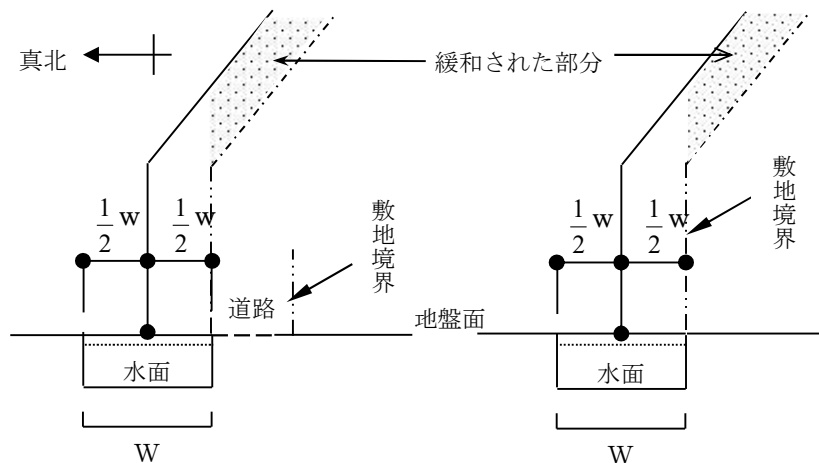 真北
緩和された部分
1/2 w
1/2 w
敷地境界
道路
水面
W
地盤面
1/2 w
1/2 w
敷地境界
水面
W